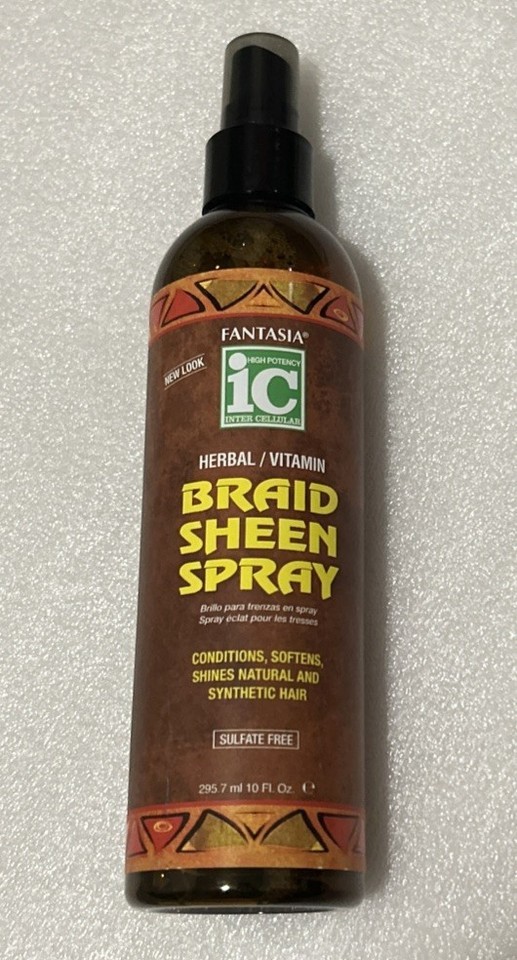 FANTASIA®
NEW LOOK
HIGH POTENCY
ic
INTER CELLULAR
HERBAL / VITAMIN
BRAID
SHEEN
SPRAY
Brillo para trenzas en spray
Spray éclat pour les tresses
CONDITIONS, SOFTENS,
SHINES NATURAL AND
SYNTHETIC HAIR
SULFATE FREE
295.7 ml 10 Fl. Oz. ℮